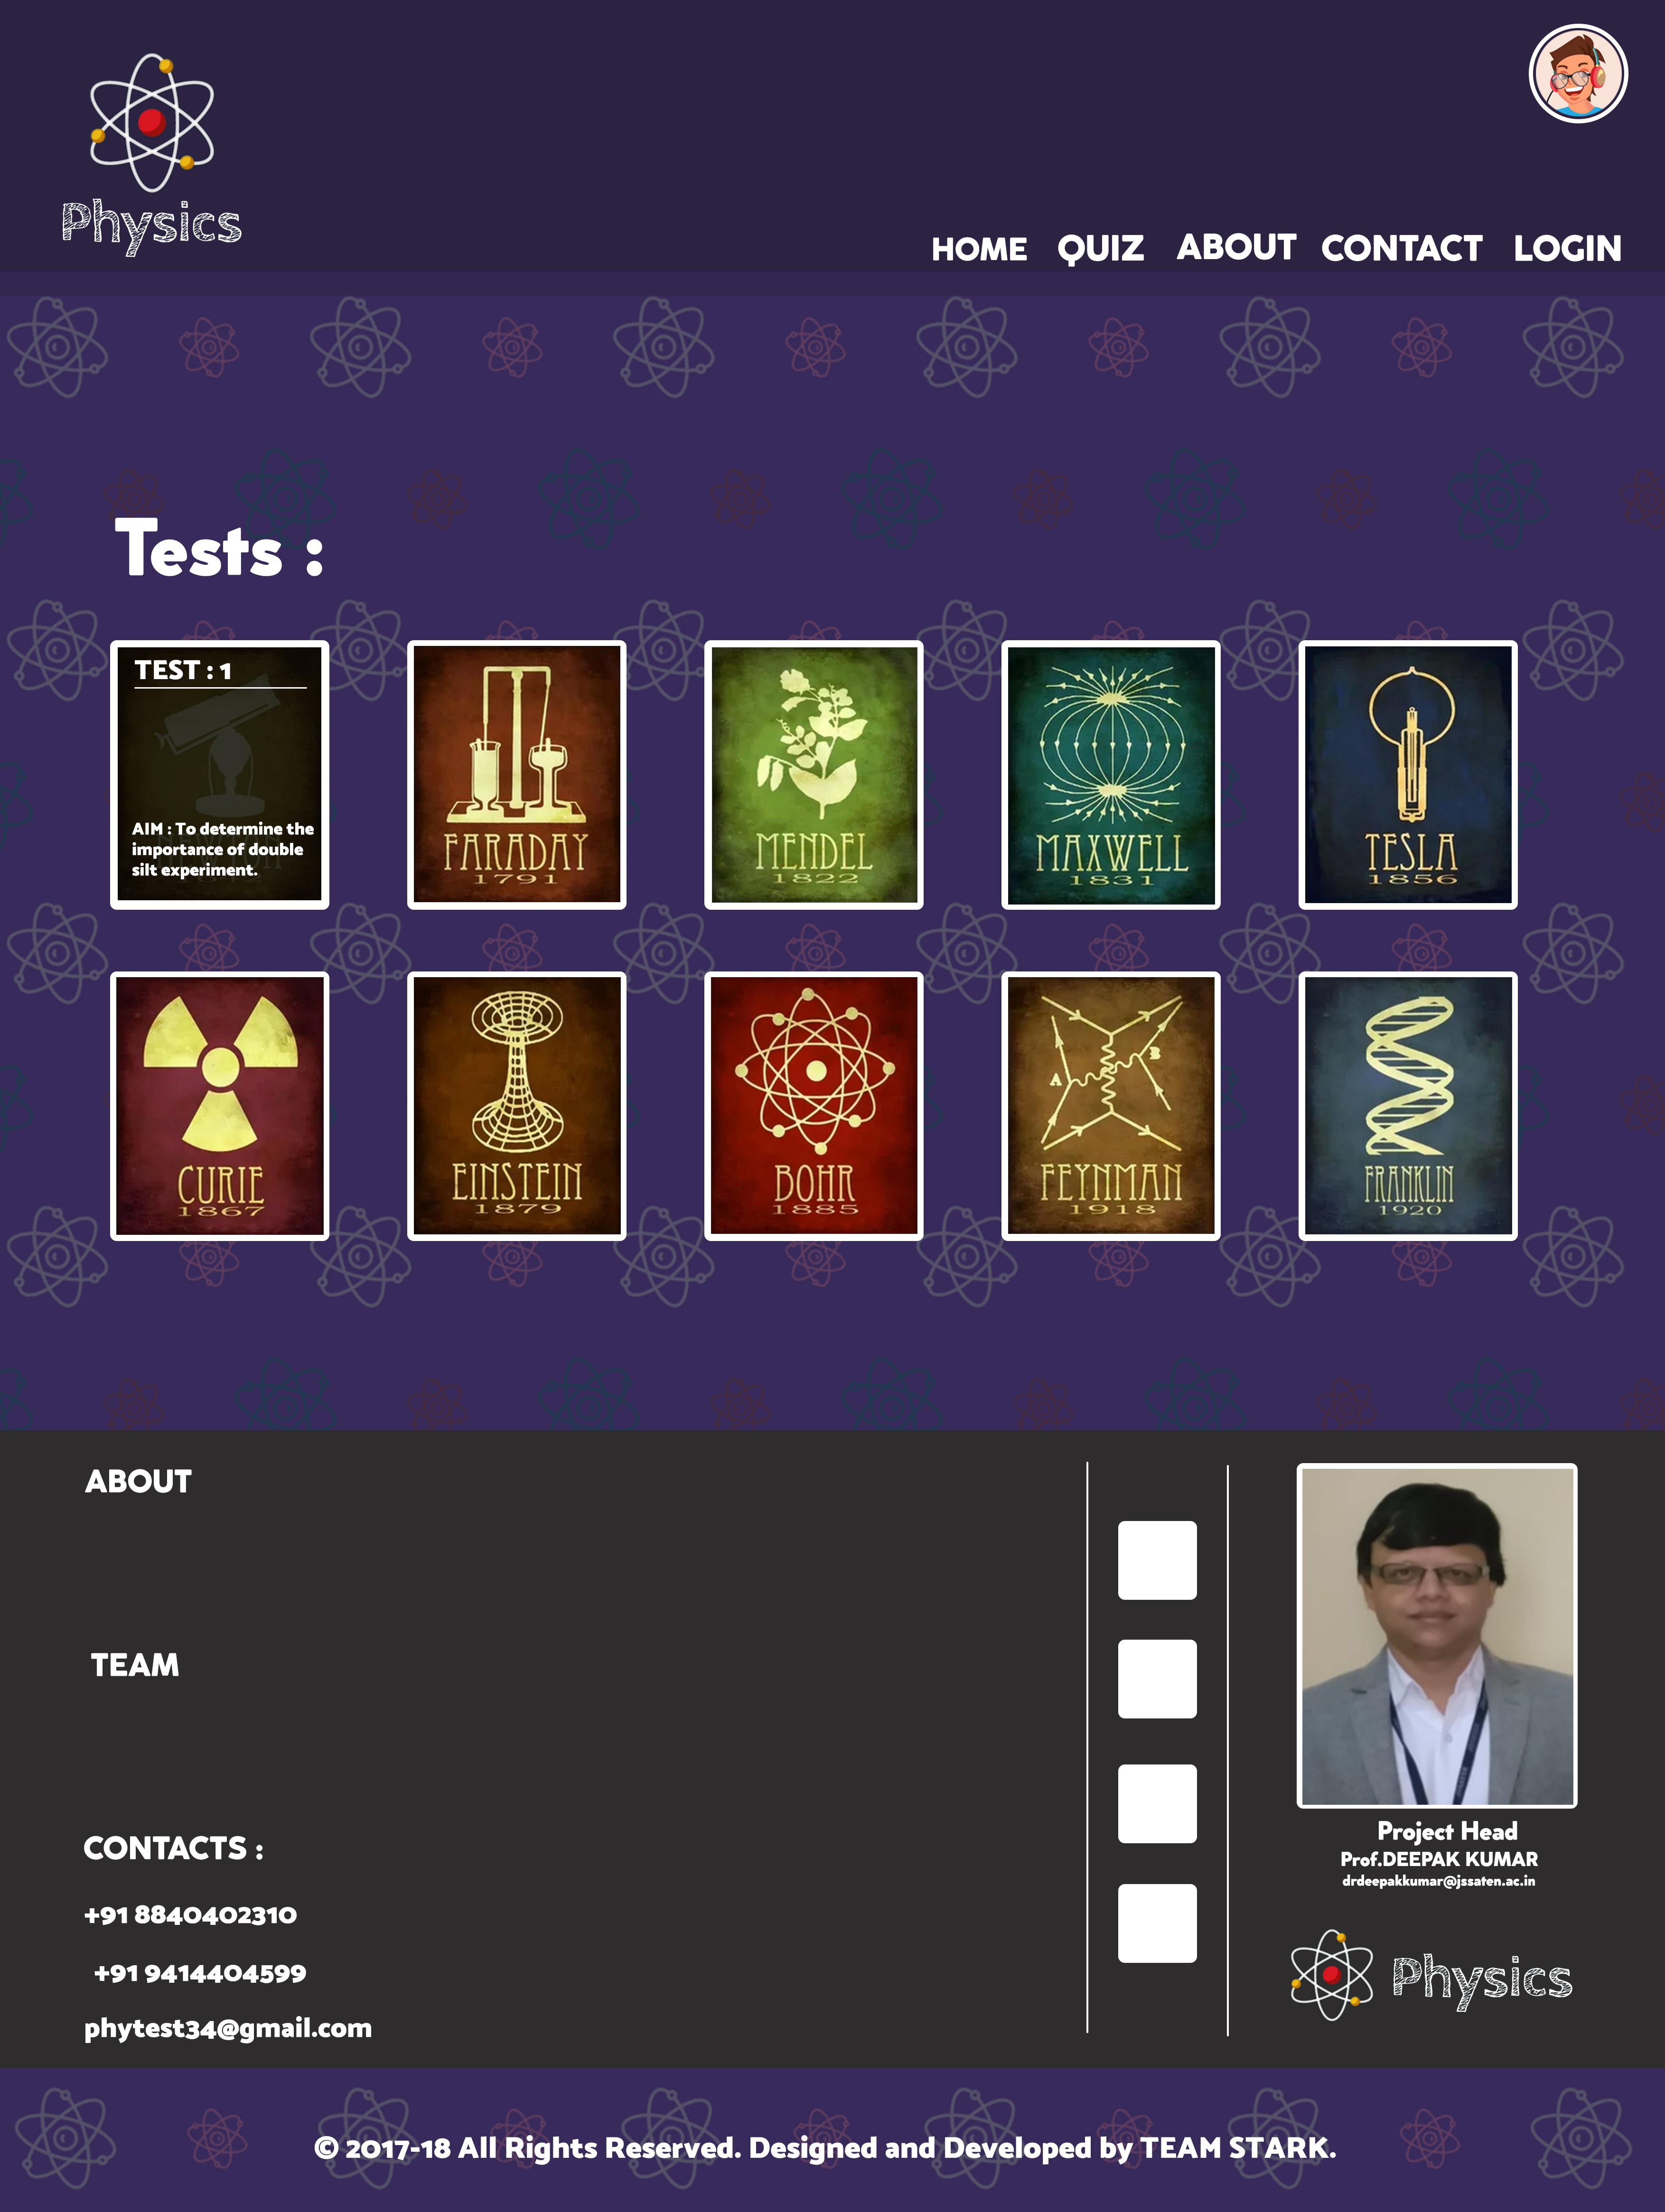 Physics
HOME QUIZ ABOUT CONTACT LOGIN
Tests :
TEST : 1
AIM : To determine the
importance of double
silt experiment.
FARADAY
1791
MENDEL
1822
MAXWELL
1831
TESLA
1856
CURIE
1867
EINSTEIN
1879
BOHR
1885
A
B
FEYNMAN
1918
FRANKLIN
1920
ABOUT
TEAM
CONTACTS :
+91 8840402310
+91 9414404599
phytest34@gmail.com
Project Head
Prof.DEEPAK KUMAR
drdeepakkumar@jssaten.ac.in
Physics
© 2017-18 All Rights Reserved. Designed and Developed by TEAM STARK.